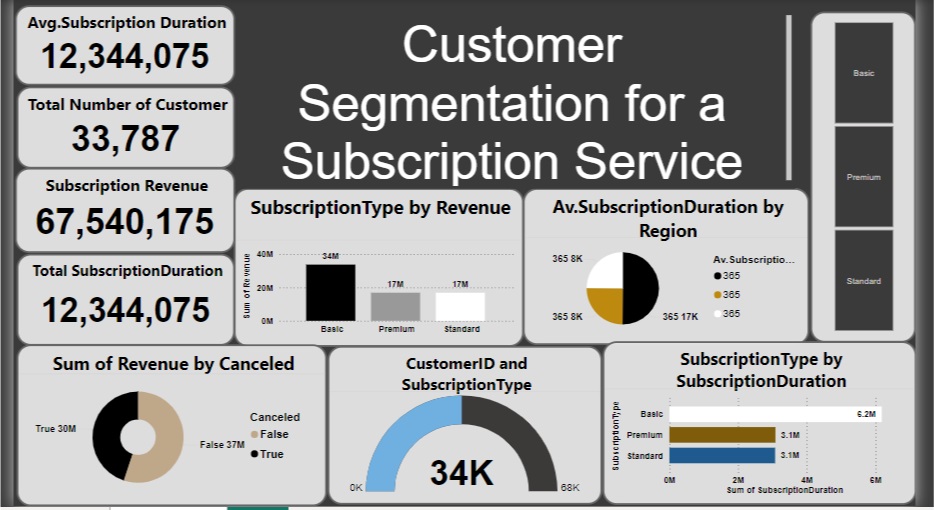 Avg.Subscription Duration
12,344,075
Total Number of Customer
33,787
Subscription Revenue
67,540,175
Total SubscriptionDuration
12,344,075
Customer
Segmentation for a
Subscription Service
Basic
Premium
Standard
SubscriptionType by Revenue
Sum of Revenue
40M
20M
0M
34M
17M
17M
Basic
Premium
Standard
Av.SubscriptionDuration by
Region
365 8K
365 8K
365 17K
Av.Subscriptio...
365
365
365
Sum of Revenue by Canceled
True 30M
False 37M
Canceled
False
True
CustomerID and
SubscriptionType
34K
0K
68K
SubscriptionType by
SubscriptionDuration
SubscriptionType
Basic
Premium
Standard
6.2M
3.1M
3.1M
0M
2M
4M
6M
Sum of SubscriptionDuration